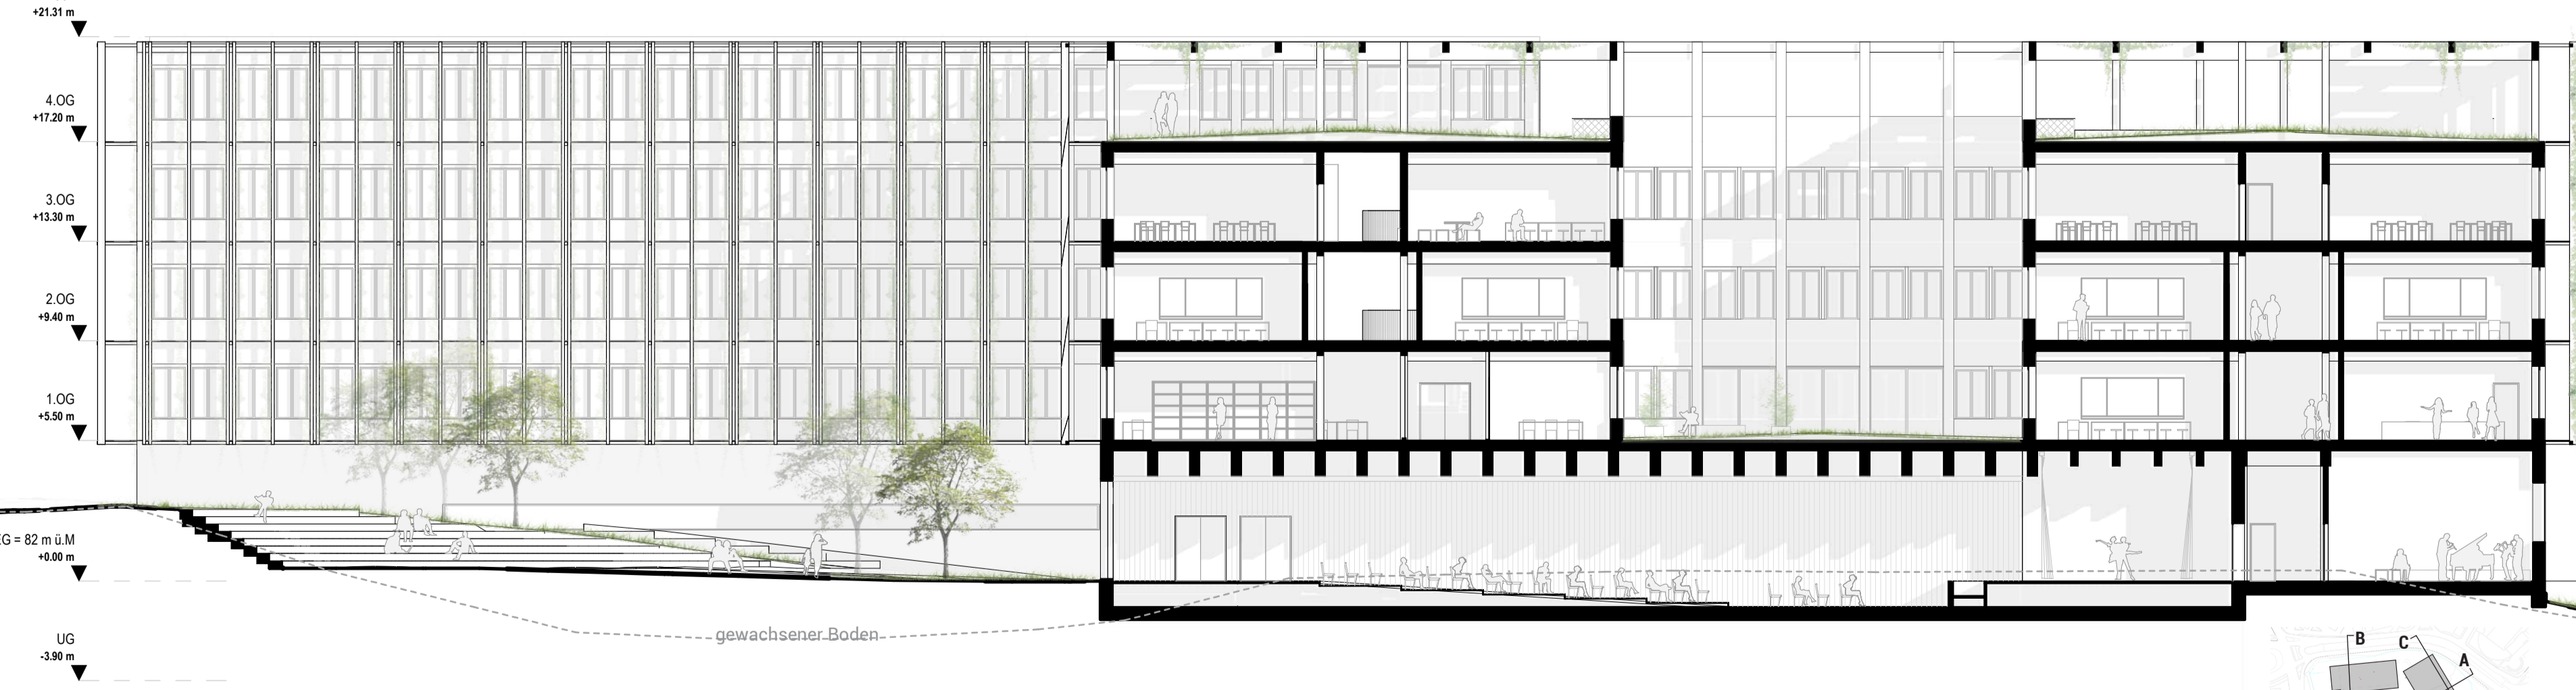 +21.31 m
4.OG
+17.20 m
3.OG
+13.30 m
2.OG
+9.40 m
1.OG
+5.50 m
EG = 82 m ü.M
+0.00 m
gewachsener Boden
UG
-3.90 m
B
C
A